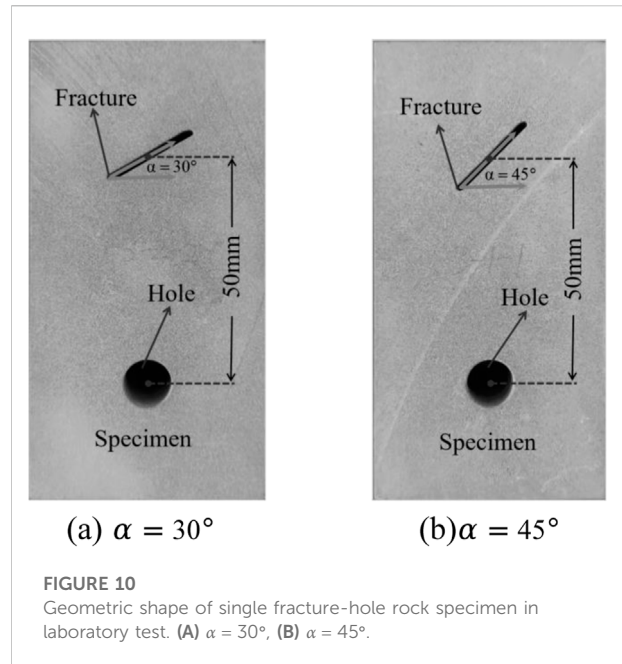 Fracture
α = 30°
50mm
Hole
Specimen
(a) α = 30°
Fracture
α = 45°
50mm
Hole
Specimen
(b)α = 45°
FIGURE 10
Geometric shape of single fracture-hole rock specimen in
laboratory test. (A) α = 30°, (B) α = 45°.